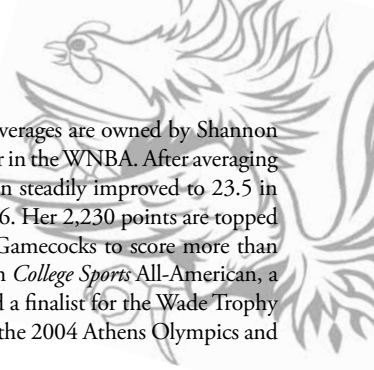 verages are owned by Shannon
r in the WNBA. After averaging
n steadily improved to 23.5 in
6. Her 2,230 points are topped
Gamecocks to score more than
n College Sports All-American, a
d a finalist for the Wade Trophy
the 2004 Athens Olympics and